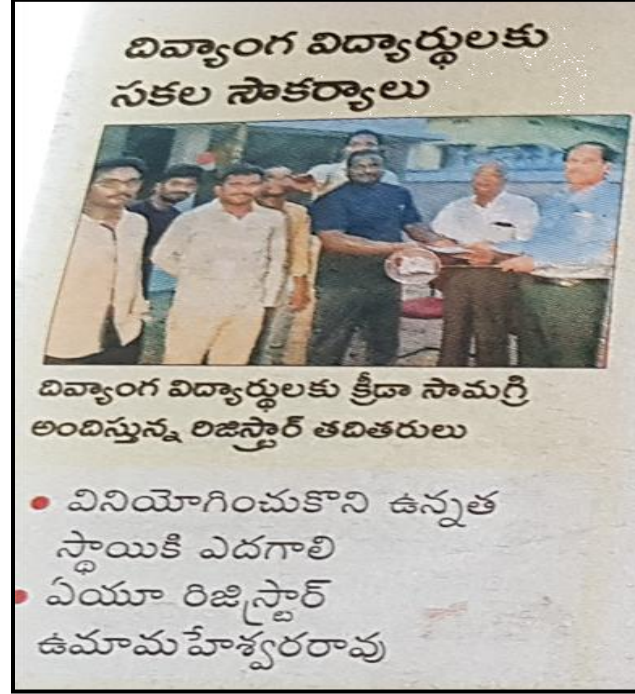 దివ్యాంగ విద్యార్థులకు
సకల సౌకర్యాలు
దివ్యాంగ విద్యార్థులకు క్రీడా సామగ్రి
అందిస్తున్న రిజిస్ట్రార్ తదితరులు
• వినియోగించుకొని ఉన్నత
స్థాయికి ఎదగాలి
• ఏయూ రిజిస్ట్రార్
ఉమామహేశ్వరరావు